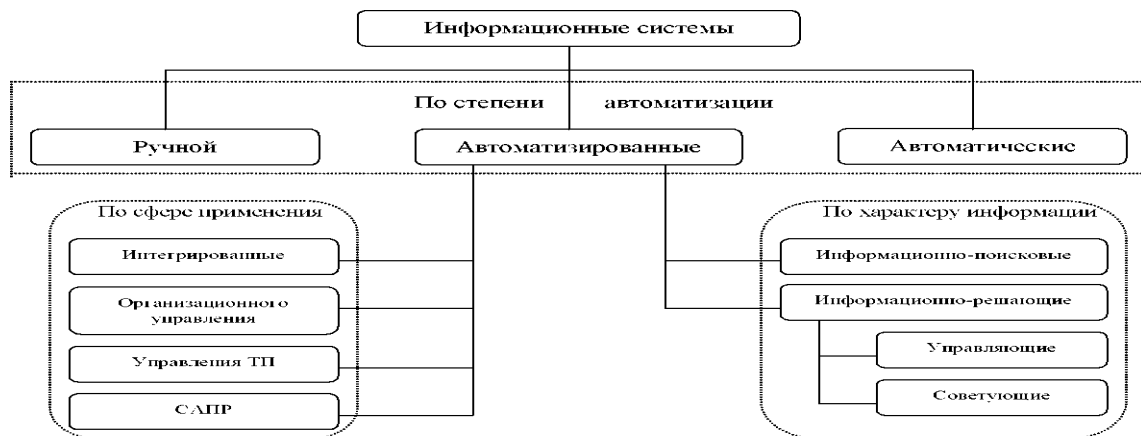 Информационные системы
По степени автоматизации
Ручной
Автоматизированные
Автоматические
По сфере применения
Интегрированные
Организационного
управления
Управления ТП
САПР
По характеру информации
Информационно-поисковые
Информационно-решающие
Управляющие
Советующие